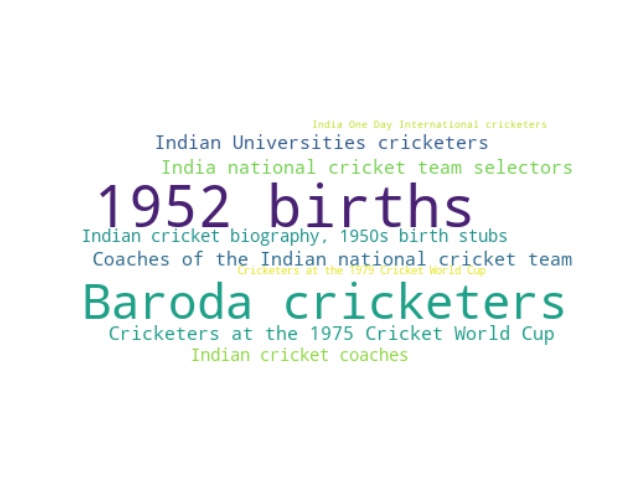 India One Day International cricketers
Indian Universities cricketers
India national cricket team selectors
1952 births
Indian cricket biography, 1950s birth stubs
Coaches of the Indian national cricket team
Cricketers at the 1979 Cricket World Cup
Baroda cricketers
Cricketers at the 1975 Cricket World Cup
Indian cricket coaches